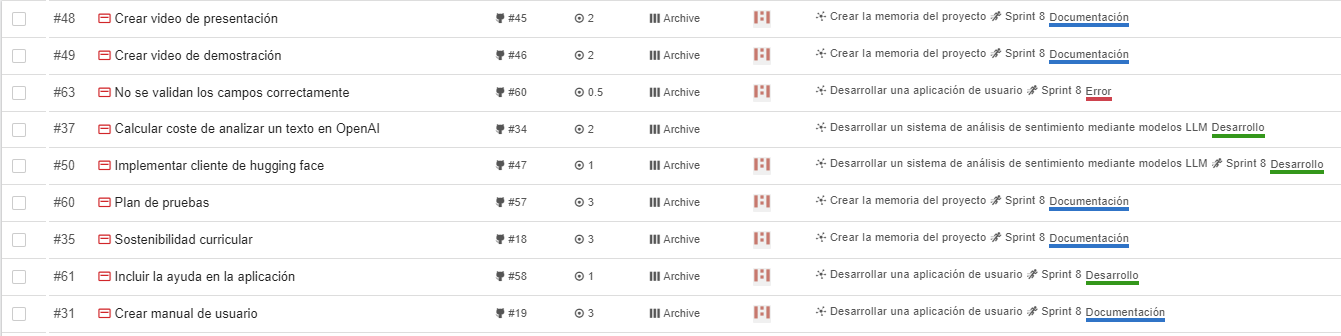 #48 Crear video de presentación #45 2 Archive Crear la memoria del proyecto Sprint 8 Documentación
#49 Crear video de demostración #46 2 Archive Crear la memoria del proyecto Sprint 8 Documentación
#63 No se validan los campos correctamente #60 0.5 Archive Desarrollar una aplicación de usuario Sprint 8 Error
#37 Calcular coste de analizar un texto en OpenAI #34 2 Archive Desarrollar un sistema de análisis de sentimiento mediante modelos LLM Desarrollo
#50 Implementar cliente de hugging face #47 1 Archive Desarrollar un sistema de análisis de sentimiento mediante modelos LLM Sprint 8 Desarrollo
#60 Plan de pruebas #57 3 Archive Crear la memoria del proyecto Sprint 8 Documentación
#35 Sostenibilidad curricular #18 3 Archive Crear la memoria del proyecto Sprint 8 Documentación
#61 Incluir la ayuda en la aplicación #58 1 Archive Desarrollar una aplicación de usuario Sprint 8 Desarrollo
#31 Crear manual de usuario #19 3 Archive Desarrollar una aplicación de usuario Sprint 8 Documentación